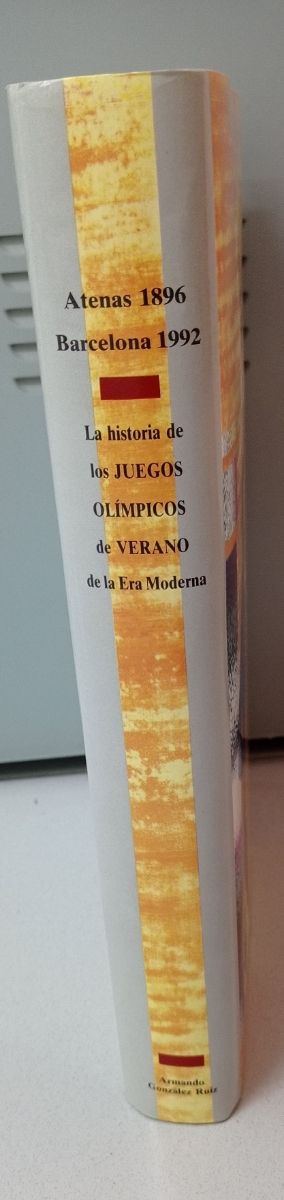 Atenas 1896
Barcelona 1992
La historia de
los JUEGOS
OLÍMPICOS
de VERANO
de la Era Moderna
Armando
González Ruiz